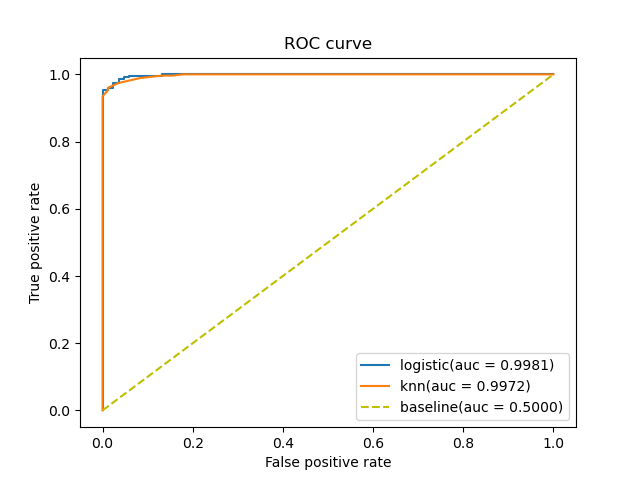 ROC curve
True positive rate
1.0
0.8
0.6
0.4
0.2
0.0
logistic(auc = 0.9981)
knn(auc = 0.9972)
baseline(auc = 0.5000)
0.0 0.2 0.4 0.6 0.8 1.0
False positive rate